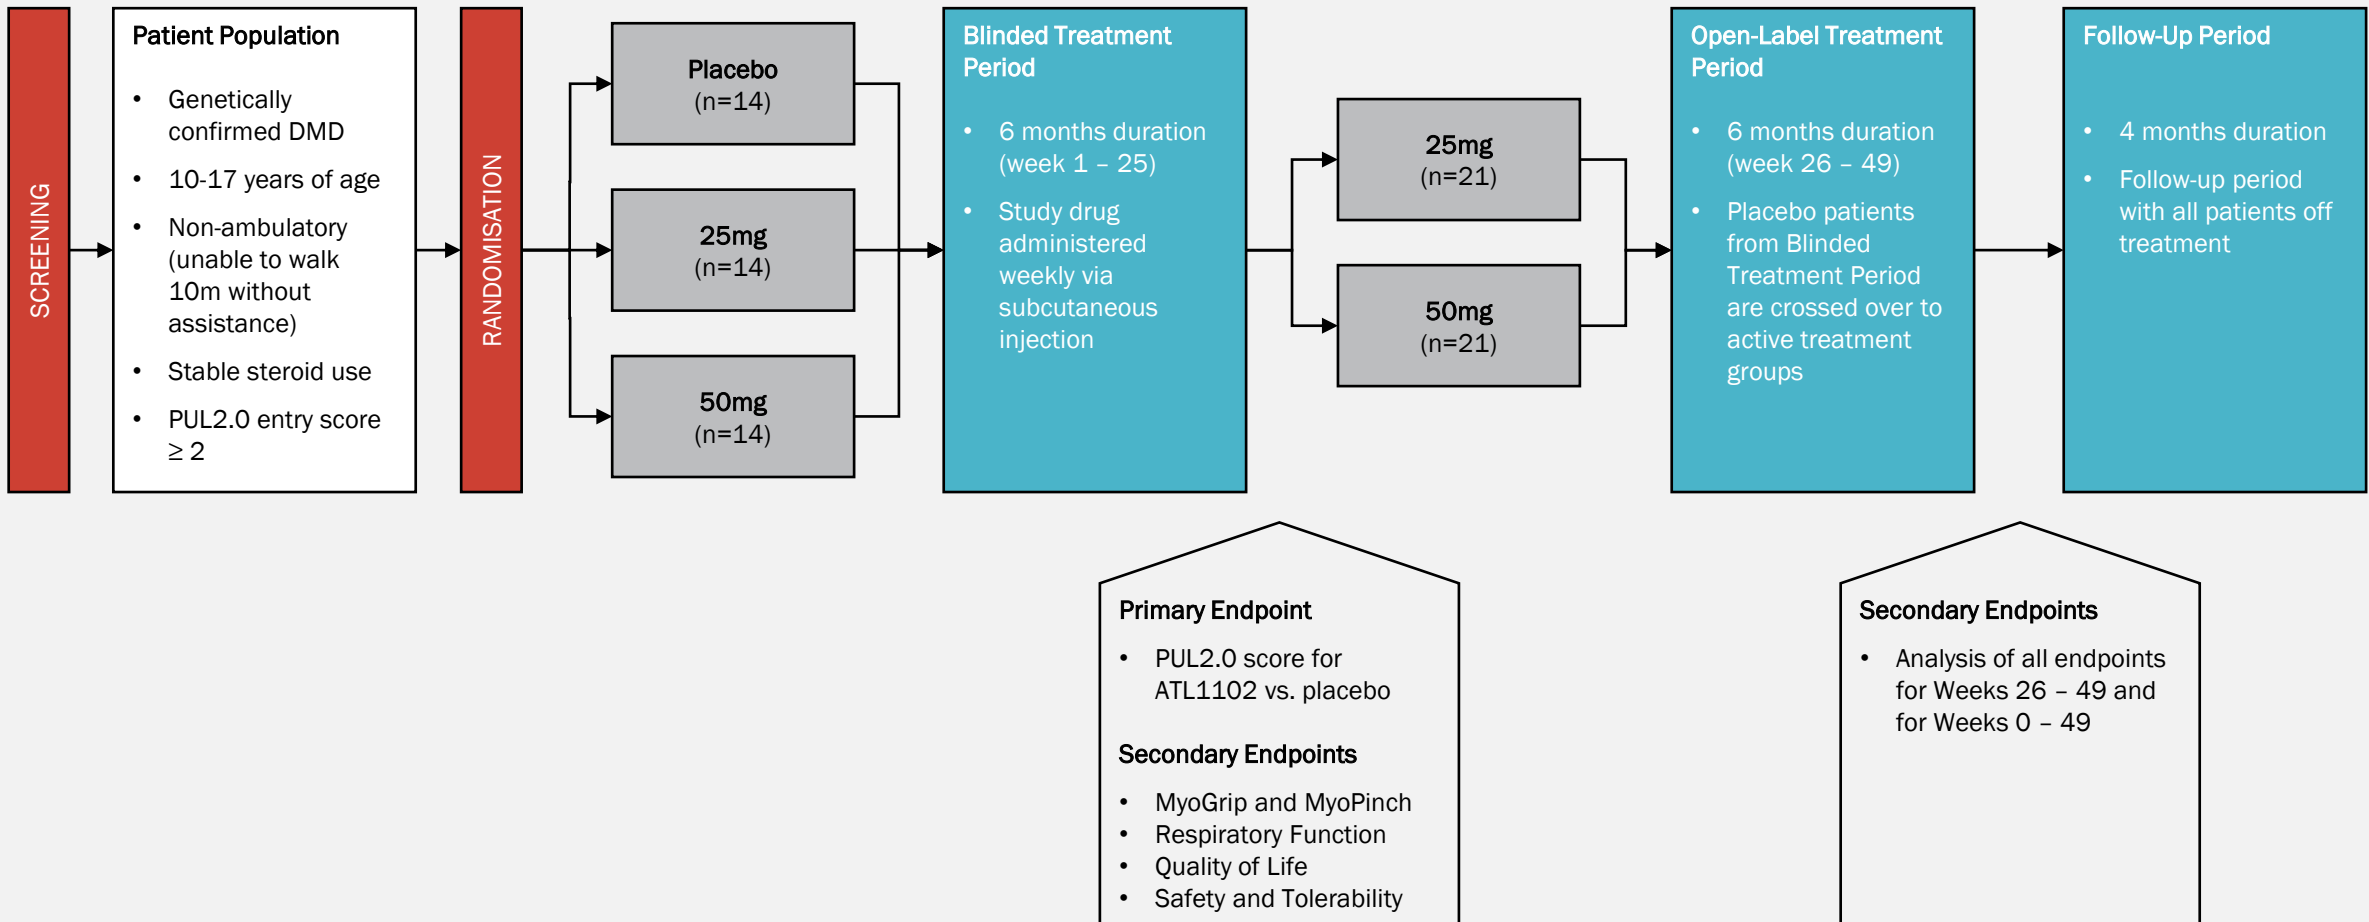 SCREENING
Patient Population
• Genetically
confirmed DMD
• 10-17 years of age
• Non-ambulatory
(unable to walk
10m without
assistance)
• Stable steroid use
• PUL2.0 entry score
≥ 2
RANDOMISATION
Placebo
(n=14)
25mg
(n=14)
50mg
(n=14)
Blinded Treatment
Period
• 6 months duration
(week 1 – 25)
• Study drug
administered
weekly via
subcutaneous
injection
25mg
(n=21)
50mg
(n=21)
Open-Label Treatment
Period
• 6 months duration
(week 26 – 49)
• Placebo patients
from Blinded
Treatment Period
are crossed over to
active treatment
groups
Follow-Up Period
• 4 months duration
• Follow-up period
with all patients off
treatment
Primary Endpoint
• PUL2.0 score for
ATL1102 vs. placebo
Secondary Endpoints
• MyoGrip and MyoPinch
• Respiratory Function
• Quality of Life
• Safety and Tolerability
Secondary Endpoints
• Analysis of all endpoints
for Weeks 26 – 49 and
for Weeks 0 – 49